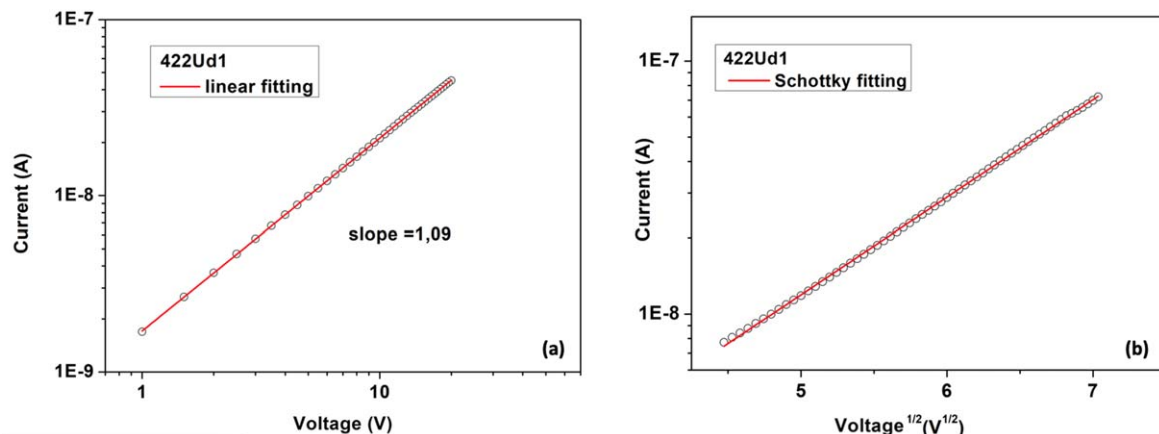 1E-7
422Ud1
linear fitting
Current (A)
1E-8
slope =1,09
1E-9
(a)
1
10
Voltage (V)
422Ud1
Schottky fitting
1E-7
Current (A)
1E-8
(b)
5
6
7
Voltage^1/2(V^1/2)